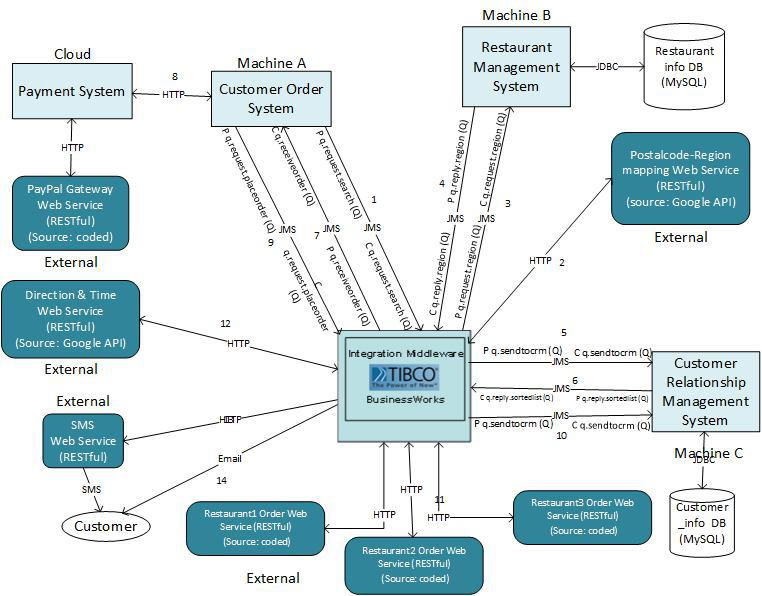 Machine B
Cloud
Machine A
Payment System
8
HTTP
Customer Order
System
Restaurant
Management
System
JDBC
Restaurant
info DB
(MySQL)
HTTP
PayPal Gateway
Web Service
(RESTful)
(Source: coded)
External
P q.request.placeorder (Q)
JMS
9
C
q.request.placeorder
(Q)
C q.receiveorder (Q)
JMS
7
P q.receiveorder (Q)
P q.request.search (Q)
1
JMS
C q.request.search (Q)
P q.reply.region (Q)
4
JMS
C q.reply.region (Q)
C q.request.region (Q)
3
JMS
P q.request.region (Q)
Postalcode-Region
mapping Web Service
(RESTful)
(source: Google API)
External
HTTP
2
Direction & Time
Web Service
(RESTful)
(Source: Google API)
External
12
HTTP
Integration Middleware
TIBCO
The Power of Now
BusinessWorks
5
P q.sendtocrm (Q)
C q.sendtocrm (Q)
JMS
6
C q.reply.sortedlist (Q)
P q.reply.sortedlist (Q)
JMS
P q.sendtocrm (Q)
C q.sendtocrm (Q)
10
Customer
Relationship
Management
System
Machine C
JDBC
Customer
_info DB
(MySQL)
External
SMS
Web Service
(RESTful)
SMS
Customer
Email
14
HTTP
HTTP
11
HTTP
Restaurant1 Order Web
Service (RESTful)
(Source: coded)
External
Restaurant2 Order Web
Service (RESTful)
(Source: coded)
Restaurant3 Order Web
Service (RESTful)
(Source: coded)